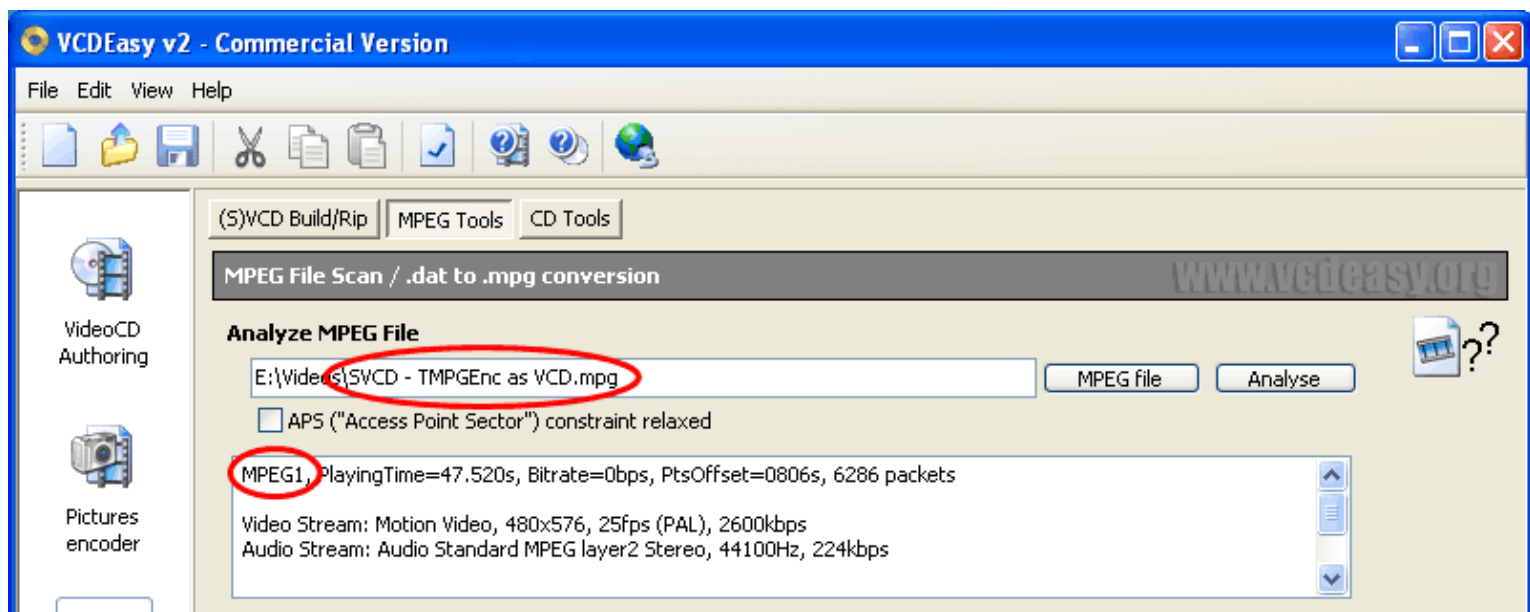 VCDEasy v2 - Commercial Version
File Edit View Help
(S)VCD Build/Rip MPEG Tools CD Tools
MPEG File Scan / .dat to .mpg conversion www.vcdeasy.org
VideoCD
Authoring
Analyze MPEG File
E:\Videos\SVCD - TMPGEnc as VCD.mpg MPEG file Analyse
APS ("Access Point Sector") constraint relaxed
MPEG1, PlayingTime=47.520s, Bitrate=0bps, PtsOffset=0806s, 6286 packets
Pictures
encoder
Video Stream: Motion Video, 480x576, 25fps (PAL), 2600kbps
Audio Stream: Audio Standard MPEG layer2 Stereo, 44100Hz, 224kbps